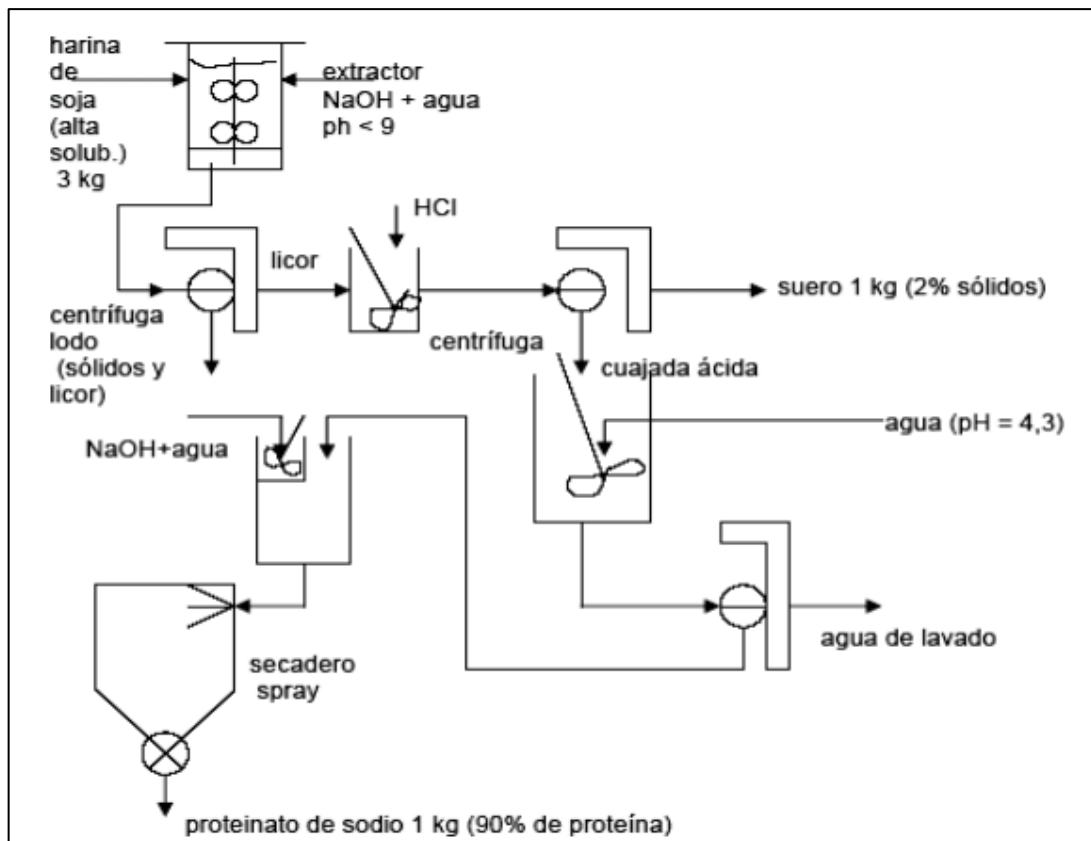 harina
de
soja
(alta
solub.)
3 kg
extractor
NaOH + agua
ph < 9
HCl
licor
suero 1 kg (2% sólidos)
centrífuga
lodo
(sólidos y
licor)
centrífuga
cuajada ácida
agua (pH = 4,3)
NaOH+agua
agua de lavado
secadero
spray
proteinato de sodio 1 kg (90% de proteína)